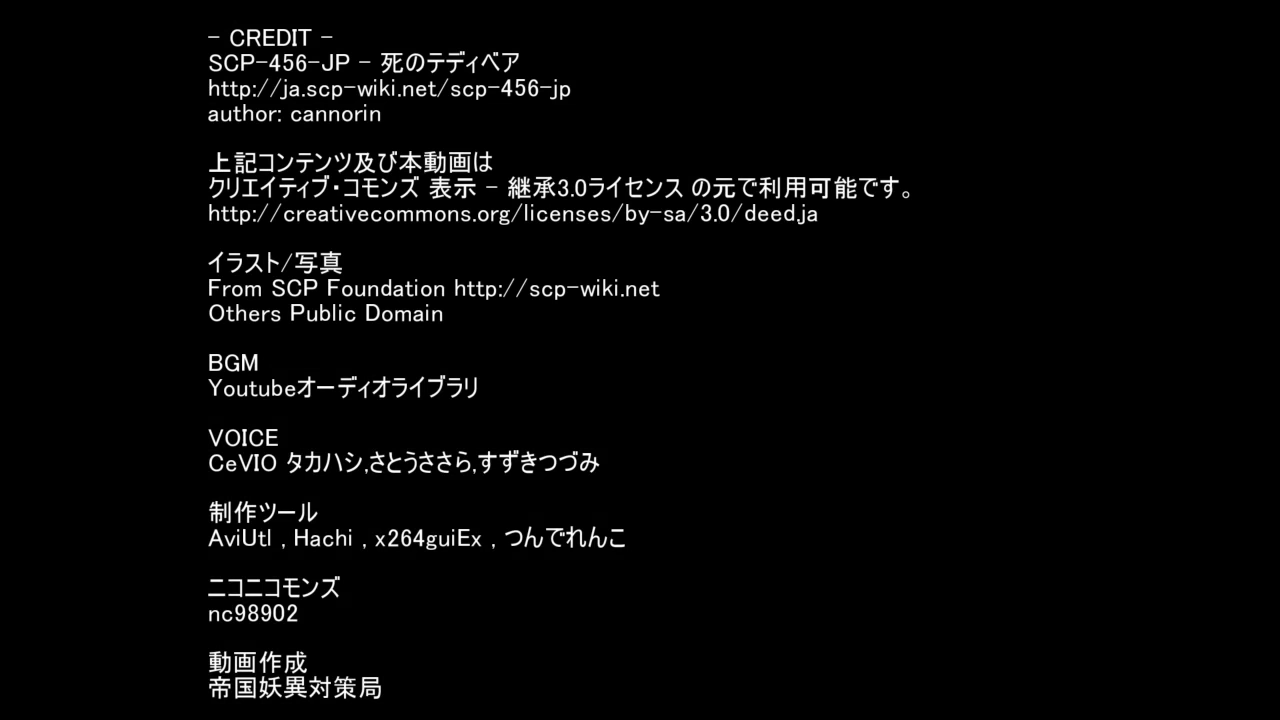 - CREDIT -
SCP-456-JP - 死のテディベア
http://ja.scp-wiki.net/scp-456-jp
author: cannorin
上記コンテンツ及び本動画は
クリエイティブ・コモンズ 表示 - 継承3.0ライセンス の元で利用可能です。
http://creativecommons.org/licenses/by-sa/3.0/deed.ja
イラスト/写真
From SCP Foundation http://scp-wiki.net
Others Public Domain
BGM
Youtubeオーディオライブラリ
VOICE
CeVIO タカハシ,さとうささら,すずきつづみ
制作ツール
AviUtl , Hachi , x264guiEx , つんでれんこ
ニコニコモンズ
nc98902
動画作成
帝国妖異対策局